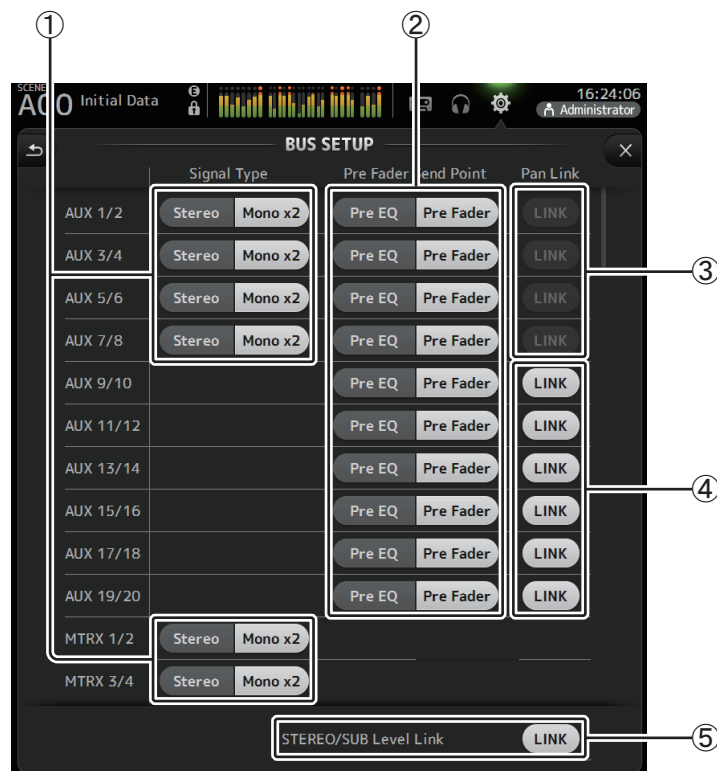 ① ②
SCENE
A00 Initial Data E 16:24:06
Administrator
BUS SETUP
Signal Type Pre Fader Send Point Pan Link
AUX 1/2 Stereo Mono x2 Pre EQ Pre Fader LINK
AUX 3/4 Stereo Mono x2 Pre EQ Pre Fader LINK
③
AUX 5/6 Stereo Mono x2 Pre EQ Pre Fader LINK
AUX 7/8 Stereo Mono x2 Pre EQ Pre Fader LINK
AUX 9/10 Pre EQ Pre Fader LINK
AUX 11/12 Pre EQ Pre Fader LINK
AUX 13/14 Pre EQ Pre Fader LINK
④
AUX 15/16 Pre EQ Pre Fader LINK
AUX 17/18 Pre EQ Pre Fader LINK
AUX 19/20 Pre EQ Pre Fader LINK
MTRX 1/2 Stereo Mono x2
MTRX 3/4 Stereo Mono x2
STEREO/SUB Level Link LINK ⑤